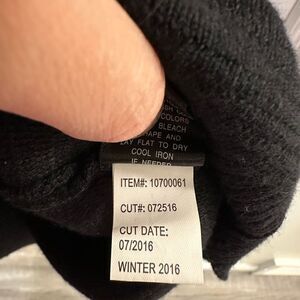 COLORS
BLEACH
APE AND
LAY FLAT TO DRY
COOL IRON
IF NEEDED
ITEM#: 10700061
CUT#: 072516
CUT DATE:
07/2016
WINTER 2016